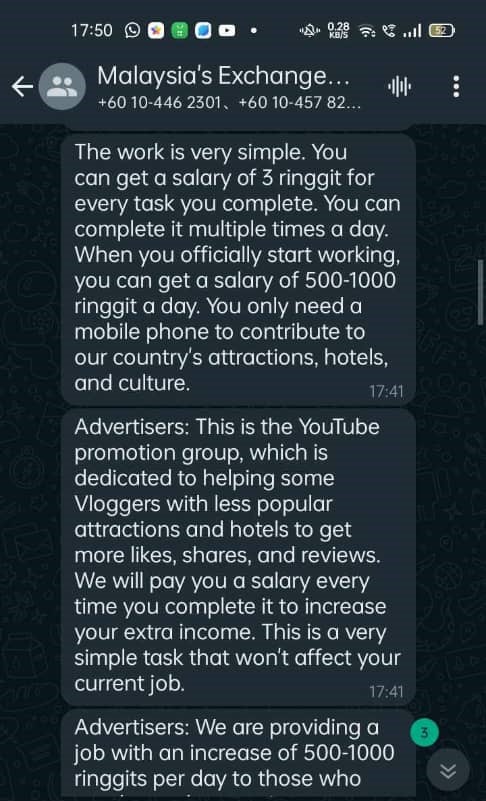 17:50
0.28
KB/S
52
Malaysia's Exchange...
+60 10-446 2301、+60 10-457 82...
The work is very simple. You
can get a salary of 3 ringgit for
every task you complete. You can
complete it multiple times a day.
When you officially start working,
you can get a salary of 500-1000
ringgit a day. You only need a
mobile phone to contribute to
our country's attractions, hotels,
and culture.
17:41
Advertisers: This is the YouTube
promotion group, which is
dedicated to helping some
Vloggers with less popular
attractions and hotels to get
more likes, shares, and reviews.
We will pay you a salary every
time you complete it to increase
your extra income. This is a very
simple task that won't affect your
current job.
17:41
Advertisers: We are providing a
3
job with an increase of 500-1000
ringgits per day to those who